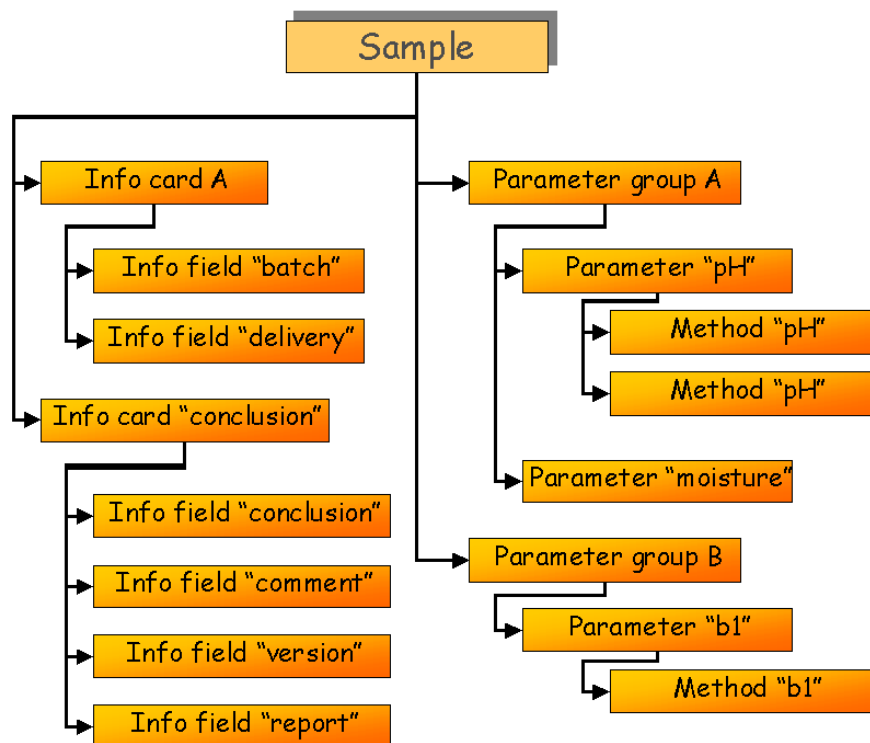 Sample
Info card A
Info field “batch”
Info field “delivery”
Info card “conclusion”
Info field “conclusion”
Info field “comment”
Info field “version”
Info field “report”
Parameter group A
Parameter “pH”
Method “pH”
Method “pH”
Parameter “moisture”
Parameter group B
Parameter “b1”
Method “b1”